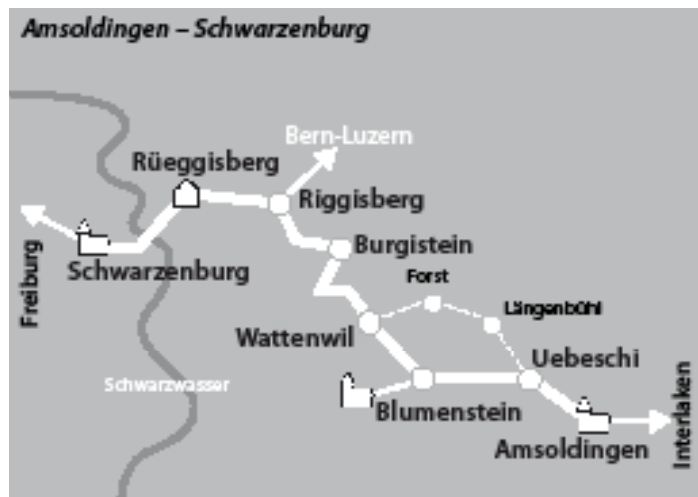 Amsoldingen – Schwarzenburg
Bern-Luzern
Rüeggisberg
Riggisberg
Burgistein
Schwarzenburg
Freiburg
Forst
Längenbühl
Wattenwil
Uebeschi
Schwarzwasser
Blumenstein
Amsoldingen
Interlaken